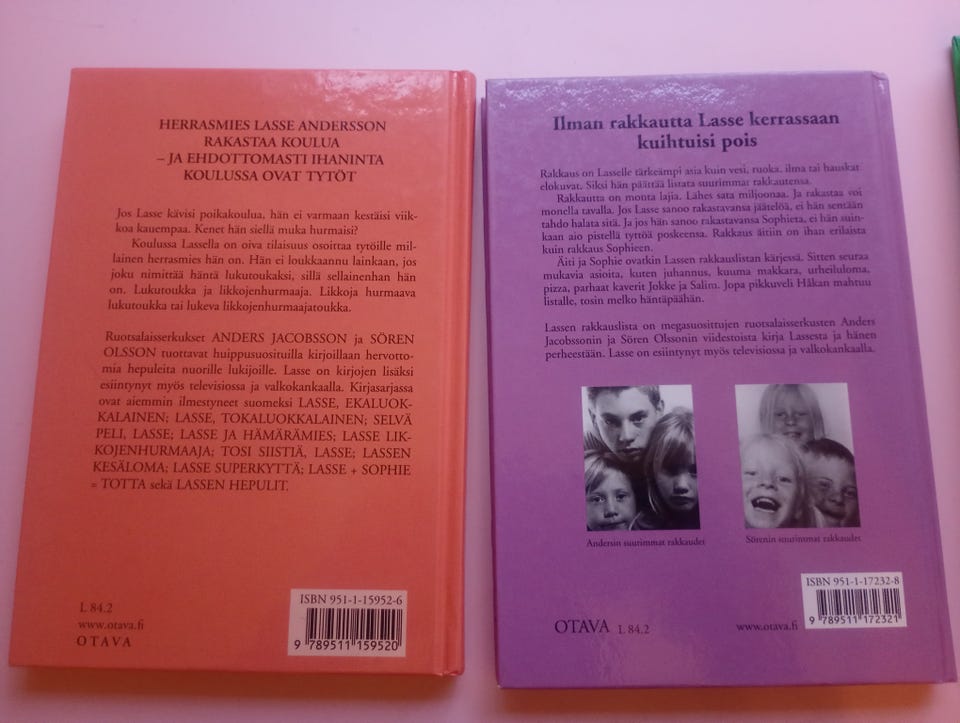 HERRASMIES LASSE ANDERSSON
RAKASTAA KOULUA
– JA EHDOTTOMASTI IHANINTA
KOULUSSA OVAT TYTÖT
Jos Lasse kävisi poikakoulua, hän ei varmaan kestäisi viik-
koa kauempaa. Kenet hän siellä muka hurmaisi?
Koulussa Lassella on oiva tilaisuus osoittaa tytöille mil-
lainen herrasmies hän on. Hän ei loukkaannu lainkaan, jos
joku nimittää häntä lukutoukaksi, sillä sellainenhan hän
on. Lukutoukka ja likkojenhurmaaja. Likkoja hurmaava
lukutoukka tai lukeva likkojenhurmaajatoukka.
Ruotsalaisserkukset ANDERS JACOBSSON ja SÖREN
OLSSON tuottavat huippusuosituilla kirjoillaan hervotto-
mia hepuleita nuorille lukijoille. Lasse on kirjojen lisäksi
esiintynyt myös televisiossa ja valkokankaalla. Kirjasarjassa
ovat aiemmin ilmestyneet suomeksi LASSE, EKALUOK-
KALAINEN; LASSE, TOKALUOKKALAINEN; SELVÄ
PELI, LASSE; LASSE JA HÄMÄRÄMIES; LASSE LIK-
KOJENHURMAAJA; TOSI SIISTIÄ, LASSE; LASSEN
KESÄLOMA; LASSE SUPERKYTTÄ; LASSE + SOPHIE
= TOTTA sekä LASSEN HEPULIT.
L 84.2
www.otava.fi
OTAVA
ISBN 951-1-15952-6
9 789511 159520
Ilman rakkautta Lasse kerrassaan
kuihtuisi pois
Rakkaus on Lasselle tärkeämpi asia kuin vesi, ruoka, ilma tai hauskat
elokuvat. Siksi hän päättää listata suurimmat rakkautensa.
Rakkautta on monta lajia. Lähes sata miljoonaa. Ja rakastaa voi
monella tavalla. Jos Lasse sanoo rakastavansa jäätelöä, ei hän sentään
tahdo halata sitä. Ja jos hän sanoo rakastavansa Sophieta, ei hän suin-
kaan aio pistellä tyttöä poskeensa. Rakkaus äitiin on ihan erilaista
kuin rakkaus Sophieen.
Äiti ja Sophie ovatkin Lassen rakkauslistan kärjessä. Sitten seuraa
mukavia asioita, kuten juhannus, kuuma makkara, urheiluloma,
pizza, parhaat kaverit Jokke ja Salim. Jopa pikkuveli Håkan mahtuu
listalle, tosin melko häntäpäähän.
Lassen rakkauslista on megasuosittujen ruotsalaisserkusten Anders
Jacobssonin ja Sören Olssonin viidestoista kirja Lassesta ja hänen
perheestään. Lasse on esiintynyt myös televisiossa ja valkokankaalla.
Andersin suurimmat rakkaudet
Sörenin suurimmat rakkaudet
OTAVA L 84.2
www.otava.fi
ISBN 951-1-17232-8
9 789511 172321